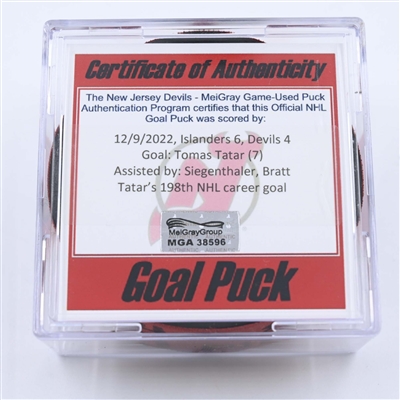 Certificate of Authenticity
The New Jersey Devils - MeiGray Game-Used Puck
Authentication Program certifies that this Official NHL
Goal Puck was scored by:
12/9/2022, Islanders 6, Devils 4
Goal: Tomas Tatar (7)
Assisted by: Siegenthaler, Bratt
Tatar's 198th NHL career goal
MeiGrayGroup
MGA 38596
Goal Puck